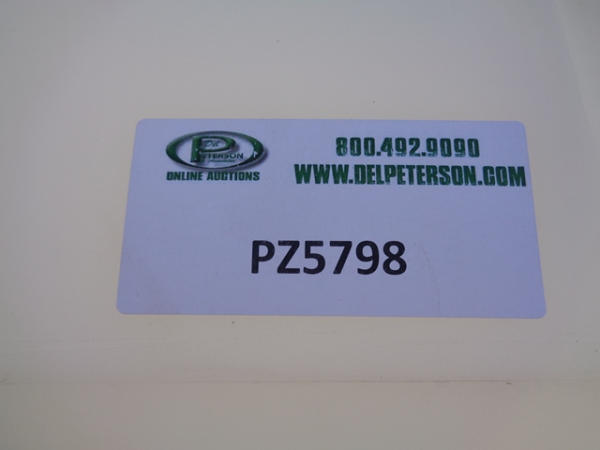 Del
PETERSON
ONLINE AUCTIONS
800.492.9090
WWW.DELPETERSON.COM
PZ5798